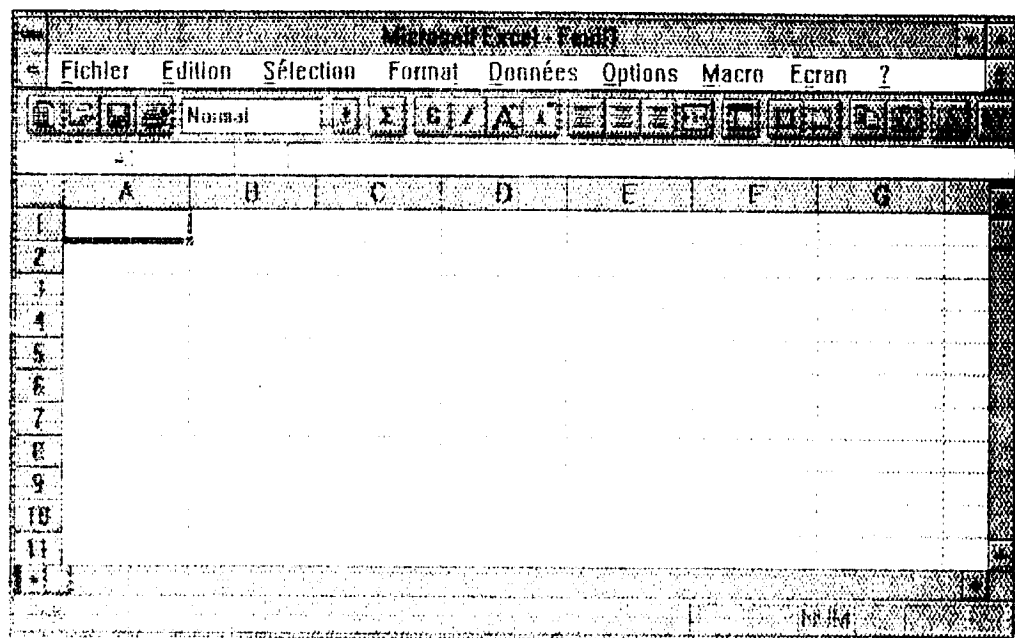 Microsoft Excel - Feuil1
Fichier Edition Sélection Format Données Options Macro Ecran ?
Normal Σ G I A
A B C D E F G
1
2
3
4
5
6
7
8
9
10
11
NUM